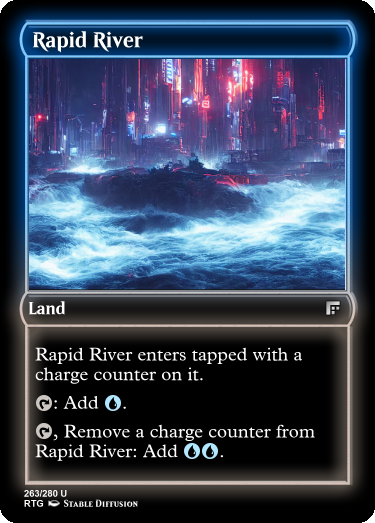 Rapid River
Land
Rapid River enters tapped with a
charge counter on it.
: Add .
, Remove a charge counter from
Rapid River: Add .
263/280 U
RTG Stable Diffusion